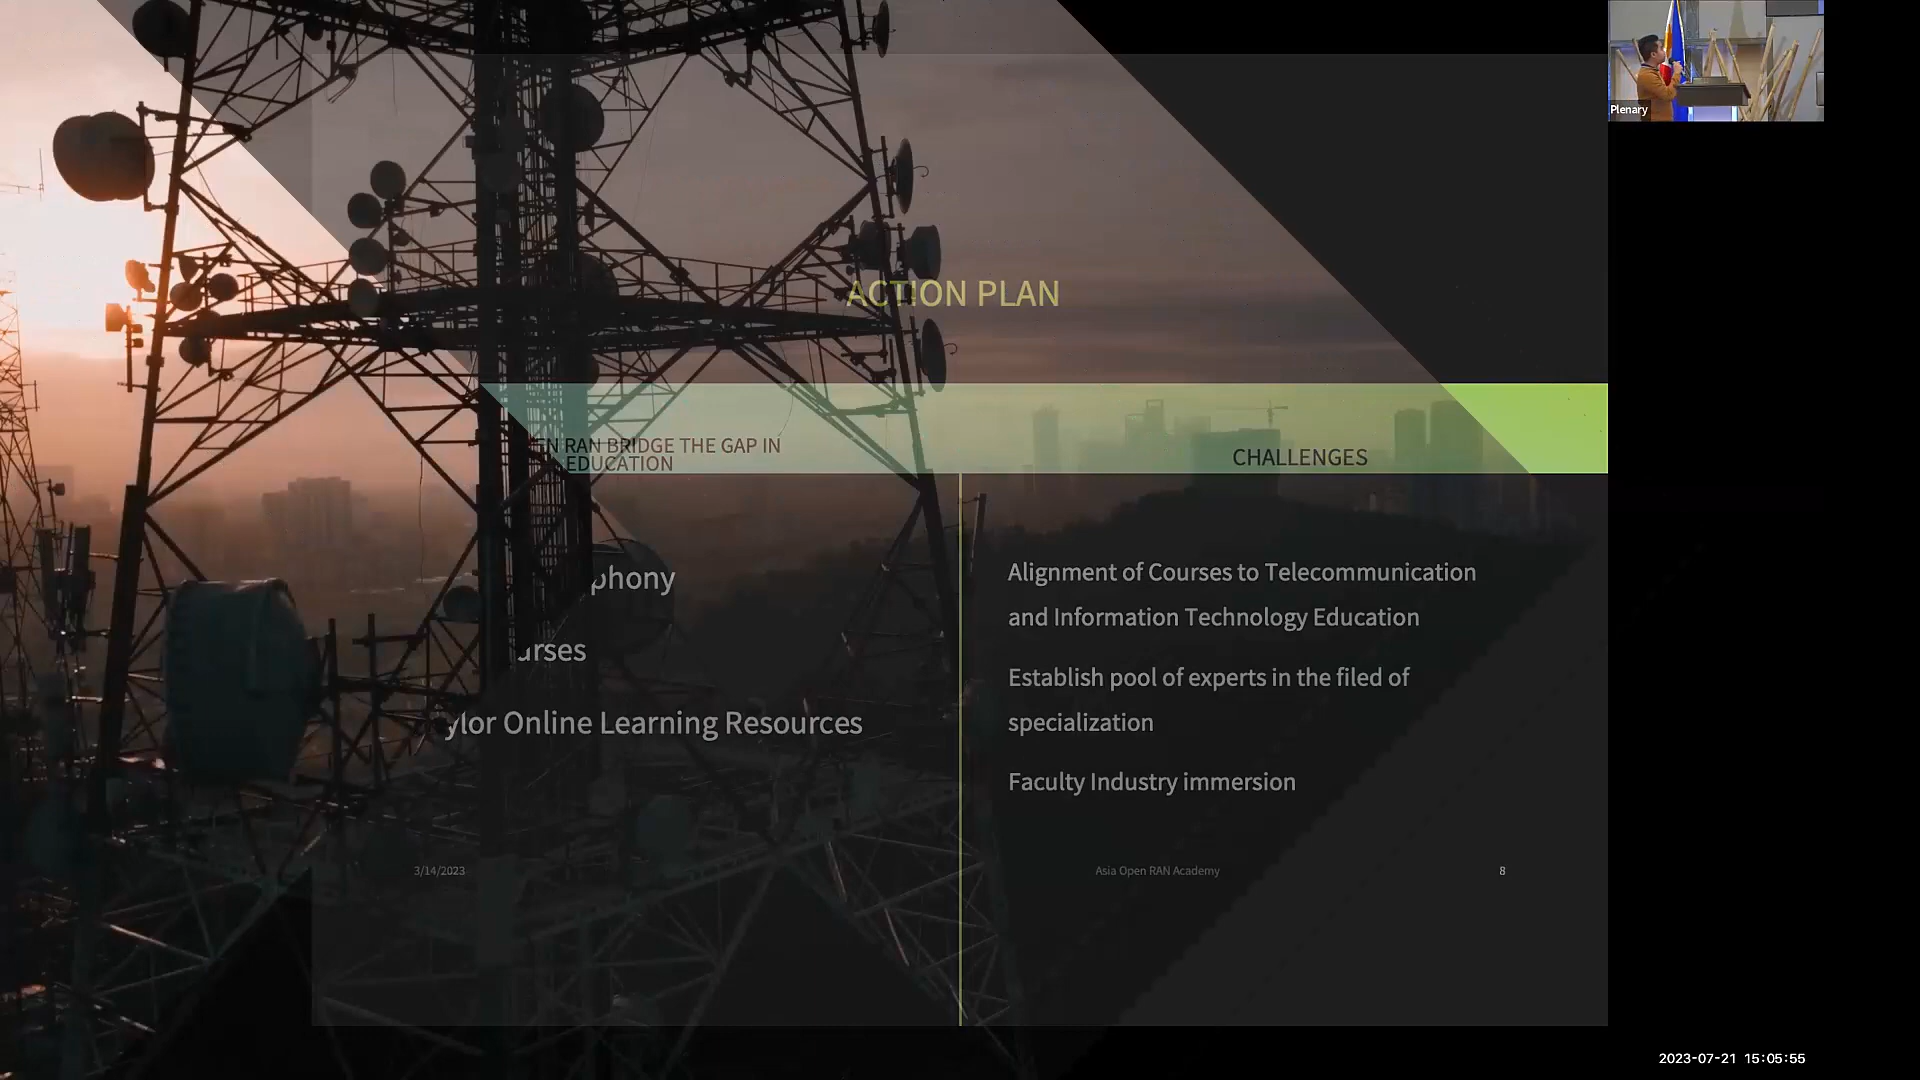 Plenary
ACTION PLAN
RAN BRIDGE THE GAP IN
EDUCATION
CHALLENGES
phony
urses
ylor Online Learning Resources
Alignment of Courses to Telecommunication
and Information Technology Education
Establish pool of experts in the filed of
specialization
Faculty Industry immersion
3/14/2023
Asia Open RAN Academy
8
2023-07-21 15:05:55